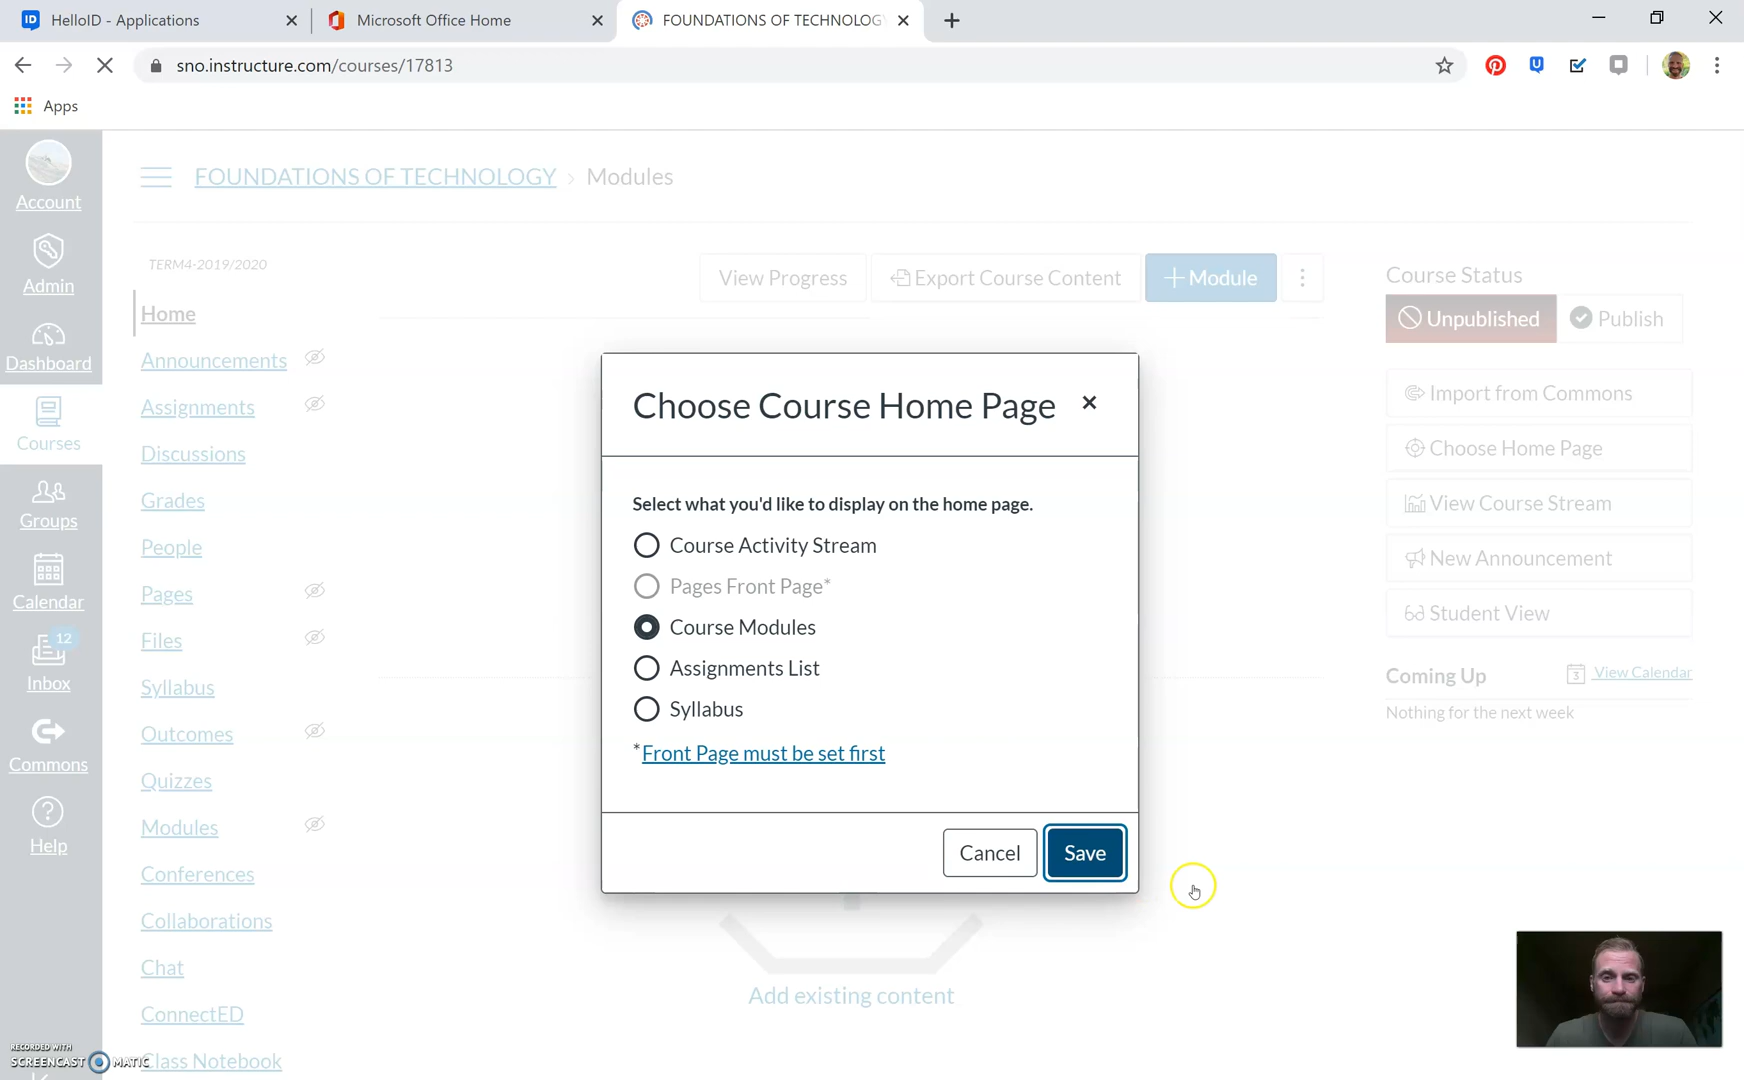 HelloID - Applications
Microsoft Office Home
FOUNDATIONS OF TECHNOLOGY
sno.instructure.com/courses/17813
Apps
Account
Admin
Dashboard
Courses
Groups
Calendar
12
Inbox
Commons
Help
FOUNDATIONS OF TECHNOLOGY > Modules
TERM4-2019/2020
Home
Announcements
Assignments
Discussions
Grades
People
Pages
Files
Syllabus
Outcomes
Quizzes
Modules
Conferences
Collaborations
Chat
ConnectED
Class Notebook
View Progress
Export Course Content
+ Module
Choose Course Home Page
Select what you'd like to display on the home page.
Course Activity Stream
Pages Front Page*
Course Modules
Assignments List
Syllabus
*Front Page must be set first
Cancel
Save
Add existing content
Course Status
Unpublished
Publish
Import from Commons
Choose Home Page
View Course Stream
New Announcement
Student View
Coming Up
3 View Calendar
Nothing for the next week
RECORDED WITH
SCREENCAST MATIC